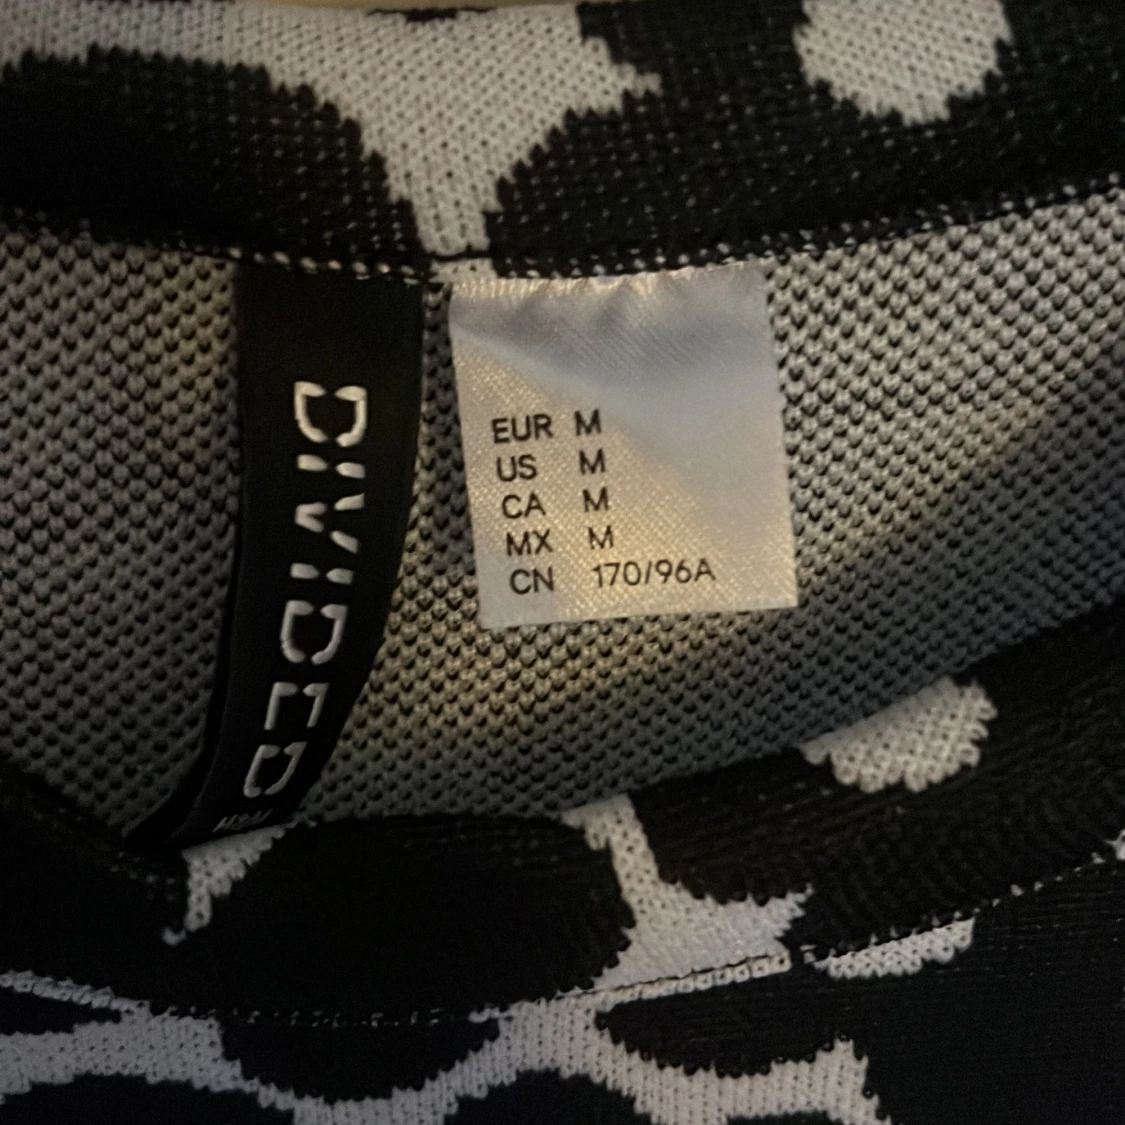 DIVIDED
H&M
EUR M
US M
CA M
MX M
CN 170/96A